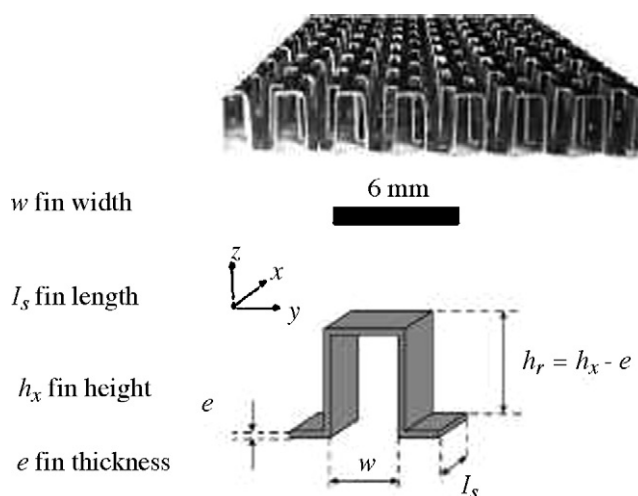 6 mm
w fin width
z
x
y
I_s fin length
h_r = h_x - e
h_x fin height
e
e fin thickness
w
I_s